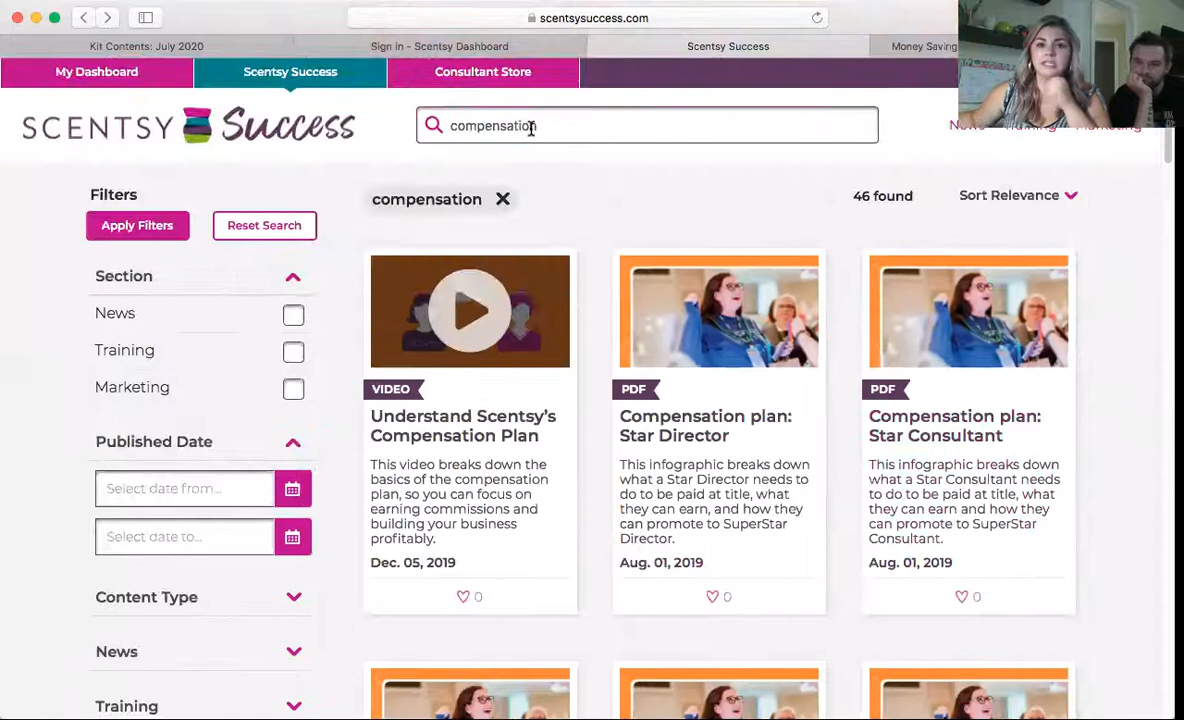 scentsysuccess.com
Kit Contents: July 2020
Sign in - Scentsy Dashboard
Scentsy Success
Money Saving
My Dashboard
Scentsy Success
Consultant Store
SCENTSY Success
compensation
News
Training
Marketing
Filters
Apply Filters
Reset Search
compensation
46 found
Sort Relevance
Section
News
Training
Marketing
Published Date
Select date from...
Select date to...
Content Type
News
Training
VIDEO
Understand Scentsy's
Compensation Plan
This video breaks down the
basics of the compensation
plan, so you can focus on
earning commissions and
building your business
profitably.
Dec. 05, 2019
0
PDF
Compensation plan:
Star Director
This infographic breaks down
what a Star Director needs to
do to be paid at title, what
they can earn, and how they
can promote to SuperStar
Director.
Aug. 01, 2019
0
PDF
Compensation plan:
Star Consultant
This infographic breaks down
what a Star Consultant needs
to do to be paid at title, what
they can earn and how they
can promote to SuperStar
Consultant.
Aug. 01, 2019
0